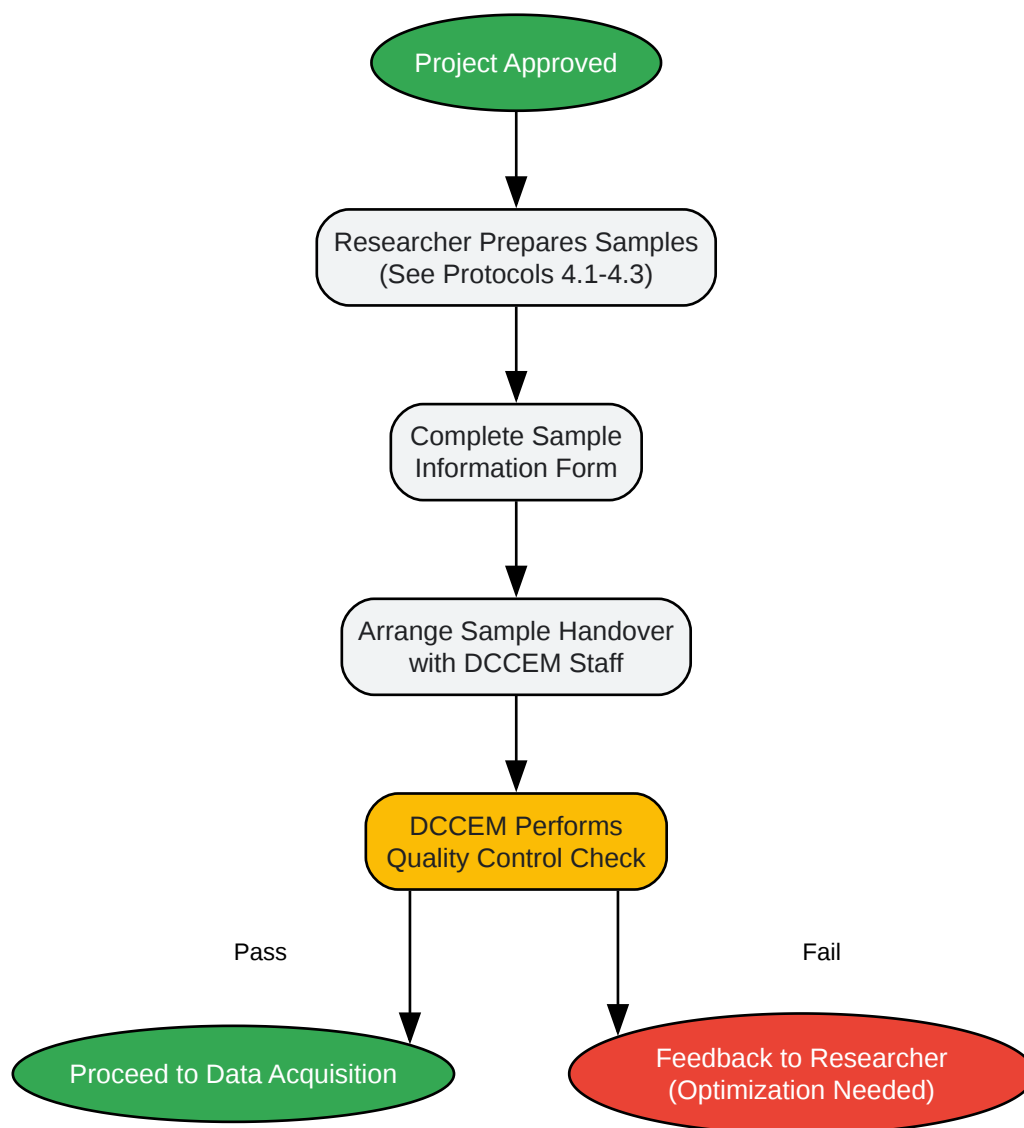 Project Approved
Researcher Prepares Samples
(See Protocols 4.1-4.3)
Complete Sample
Information Form
Arrange Sample Handover
with DCCEM Staff
DCCEM Performs
Quality Control Check
Pass
Fail
Proceed to Data Acquisition
Feedback to Researcher
(Optimization Needed)